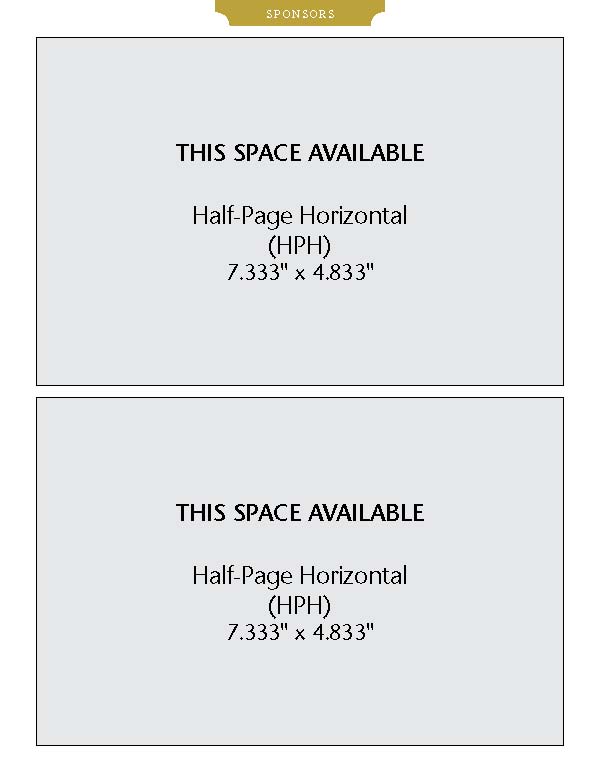 SPONSORS
THIS SPACE AVAILABLE
Half-Page Horizontal
(HPH)
7.333" x 4.833"
THIS SPACE AVAILABLE
Half-Page Horizontal
(HPH)
7.333" x 4.833"